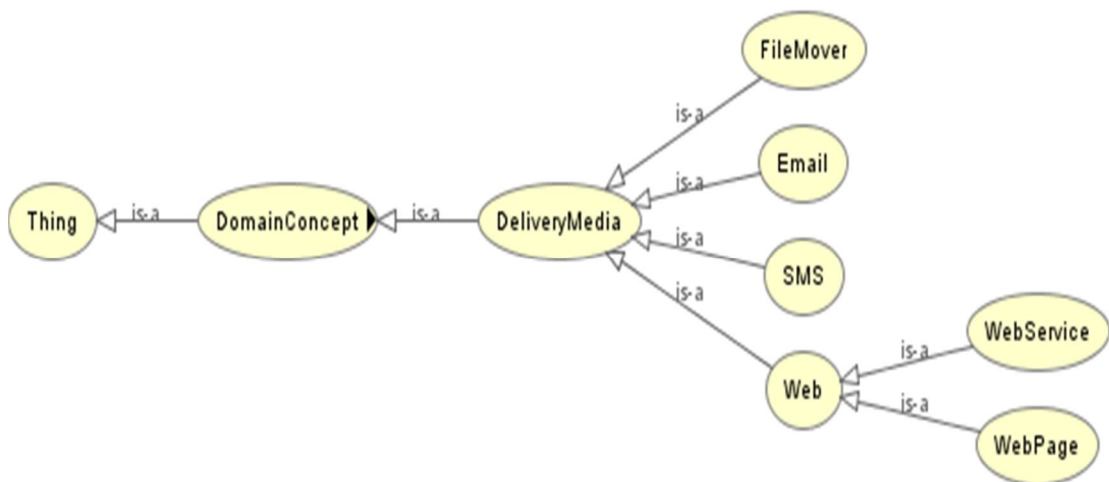 FileMover
is-a
Email
is-a
Thing
is-a
DomainConcept
is-a
DeliveryMedia
is-a
SMS
is-a
WebService
is-a
Web
is-a
WebPage